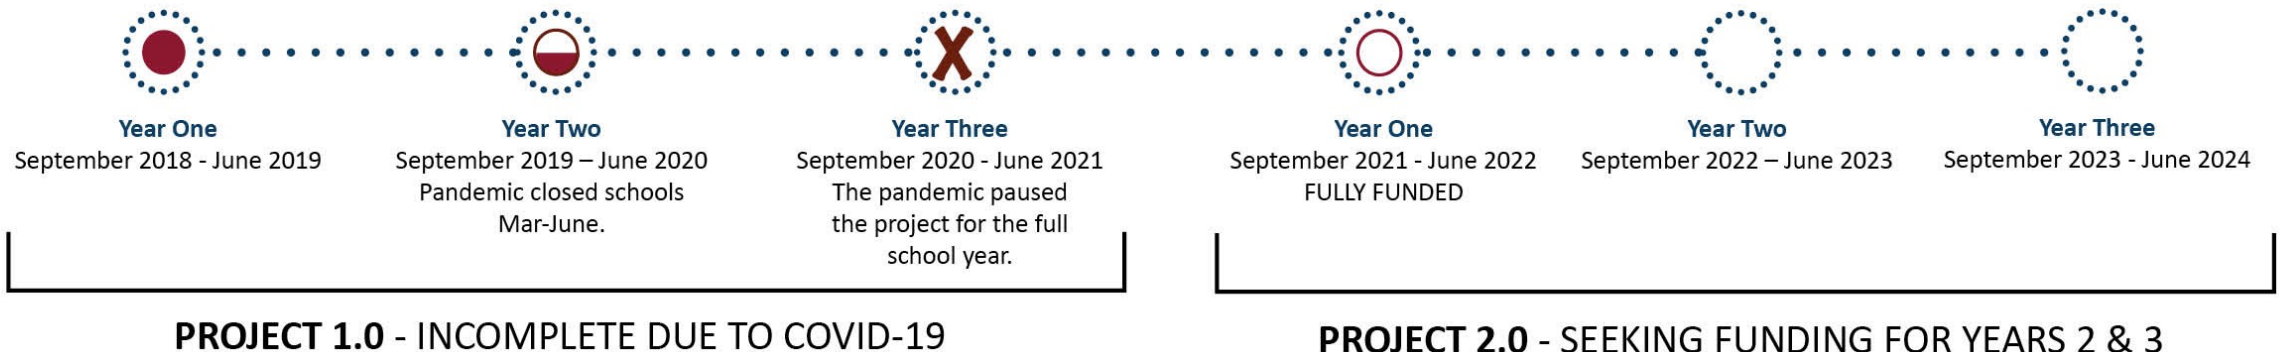 Year One
September 2018 - June 2019
Year Two
September 2019 – June 2020
Pandemic closed schools
Mar-June.
Year Three
September 2020 - June 2021
The pandemic paused
the project for the full
school year.
Year One
September 2021 - June 2022
FULLY FUNDED
Year Two
September 2022 – June 2023
Year Three
September 2023 - June 2024
PROJECT 1.0 - INCOMPLETE DUE TO COVID-19
PROJECT 2.0 - SEEKING FUNDING FOR YEARS 2 & 3